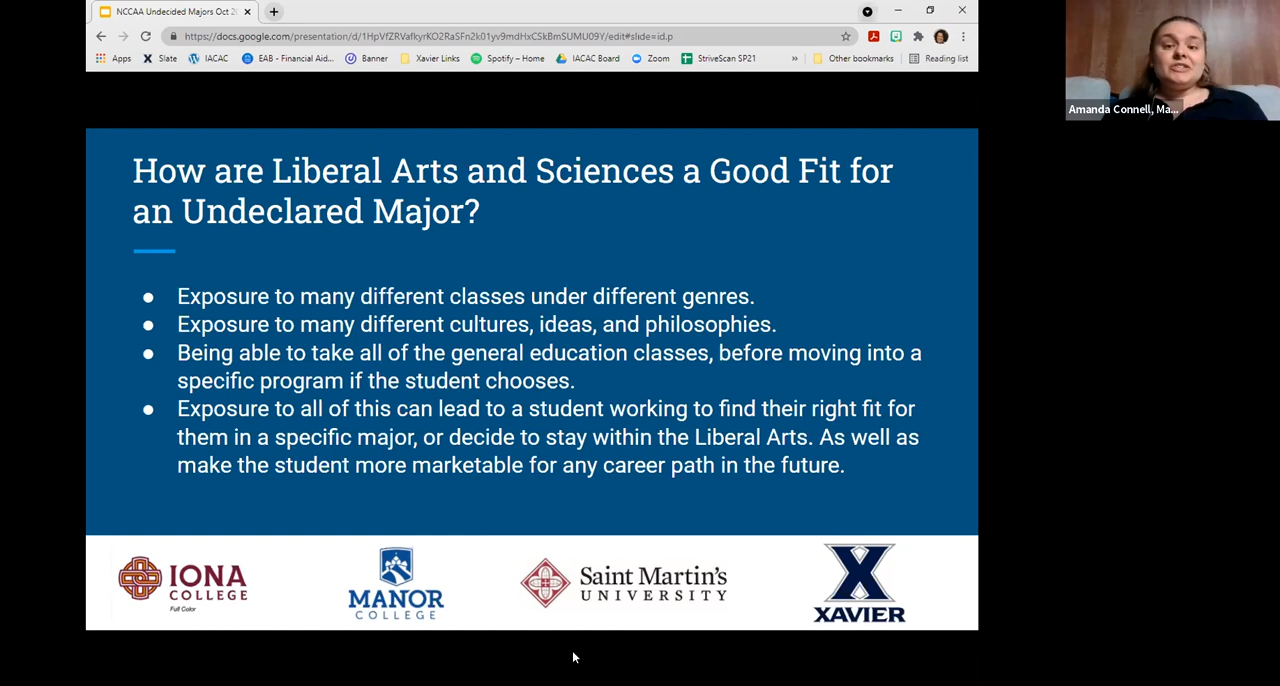 NCCAA Undecided Majors Oct 2
https://docs.google.com/presentation/d/1HpVfZRVafkyrKO2RaSFn2k01yv9mdHxCSkBmSUMU09Y/edit#slide=id.p
Apps Slate IACAC EAB - Financial Aid... Banner Xavier Links Spotify – Home IACAC Board Zoom StriveScan SP21 » Other bookmarks Reading list
Amanda Connell, Ma...
How are Liberal Arts and Sciences a Good Fit for
an Undeclared Major?
● Exposure to many different classes under different genres.
● Exposure to many different cultures, ideas, and philosophies.
● Being able to take all of the general education classes, before moving into a
specific program if the student chooses.
● Exposure to all of this can lead to a student working to find their right fit for
them in a specific major, or decide to stay within the Liberal Arts. As well as
make the student more marketable for any career path in the future.
IONA
COLLEGE
Full Color
MANOR
COLLEGE
Saint Martin's
UNIVERSITY
X
XAVIER